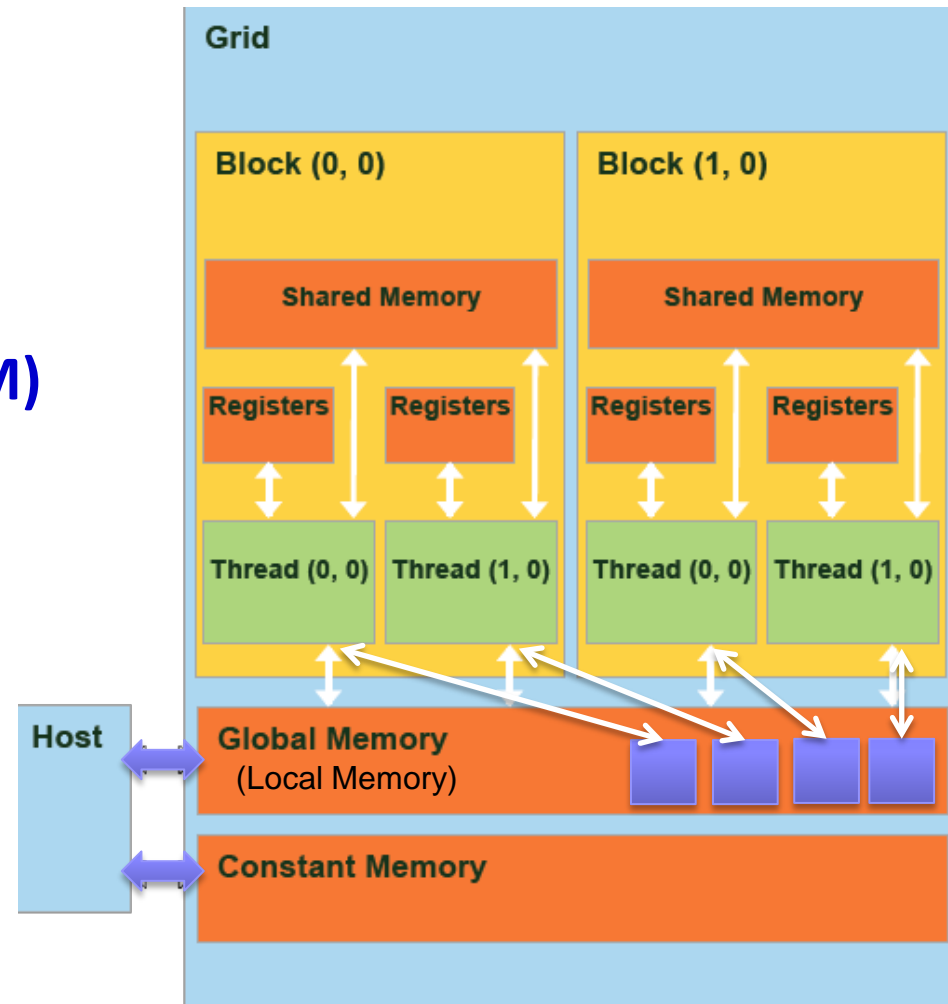 Grid
Block (0, 0)
Block (1, 0)
Shared Memory
Shared Memory
M)
Registers
Registers
Registers
Registers
Thread (0, 0)
Thread (1, 0)
Thread (0, 0)
Thread (1, 0)
Host
Global Memory
(Local Memory)
Constant Memory